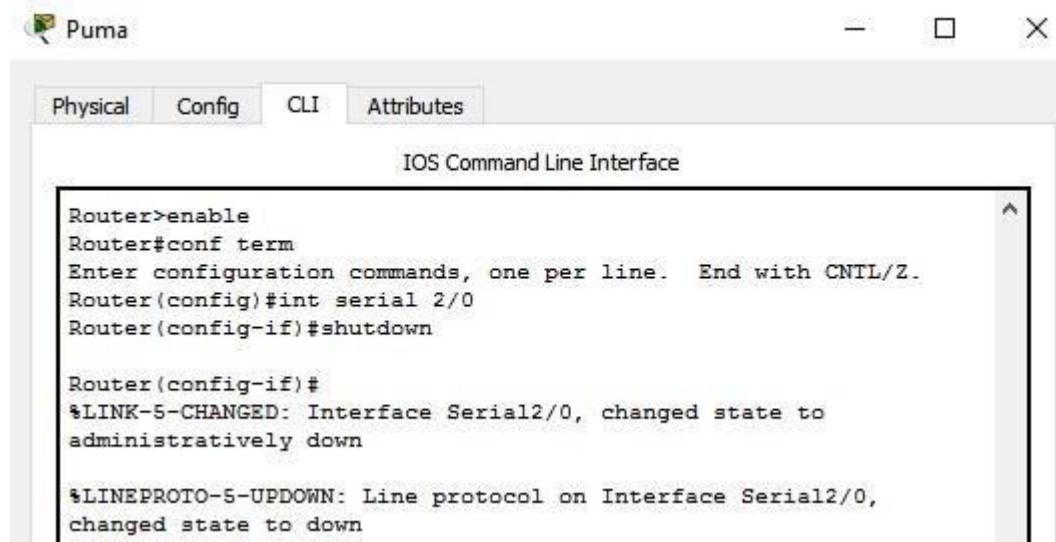 Puma
Physical Config CLI Attributes
IOS Command Line Interface
Router>enable
Router#conf term
Enter configuration commands, one per line.  End with CNTL/Z.
Router(config)#int serial 2/0
Router(config-if)#shutdown
Router(config-if)#
%LINK-5-CHANGED: Interface Serial2/0, changed state to
administratively down
%LINEPROTO-5-UPDOWN: Line protocol on Interface Serial2/0,
changed state to down